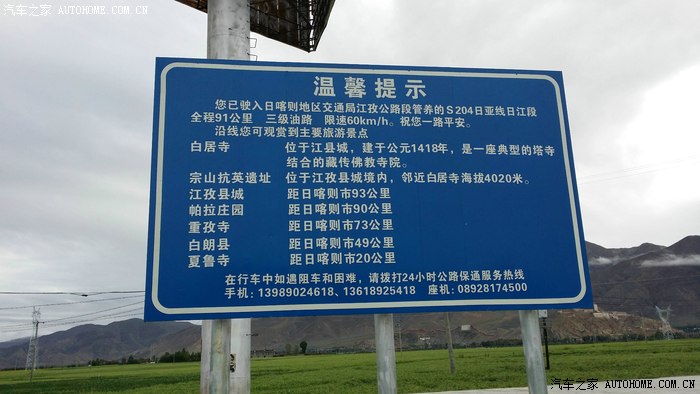 汽车之家 AUTOHOME.COM.CN
温馨提示
您已驶入日喀则地区交通局江孜公路段管养的S204日亚线日江段
全程91公里 三级油路 限速60km/h。祝您一路平安。
沿线您可观赏到主要旅游景点
白居寺 位于江县城，建于公元1418年，是一座典型的塔寺
结合的藏传佛教寺院。
宗山抗英遗址 位于江孜县城境内，邻近白居寺海拔4020米。
江孜县城 距日喀则市93公里
帕拉庄园 距日喀则市90公里
重孜寺 距日喀则市73公里
白朗县 距日喀则市49公里
夏鲁寺 距日喀则市20公里
在行车中如遇阻车和困难，请拨打24小时公路保通服务热线
手机：13989024618、13618925418 座机：08928174500
汽车之家 AUTOHOME.COM.CN